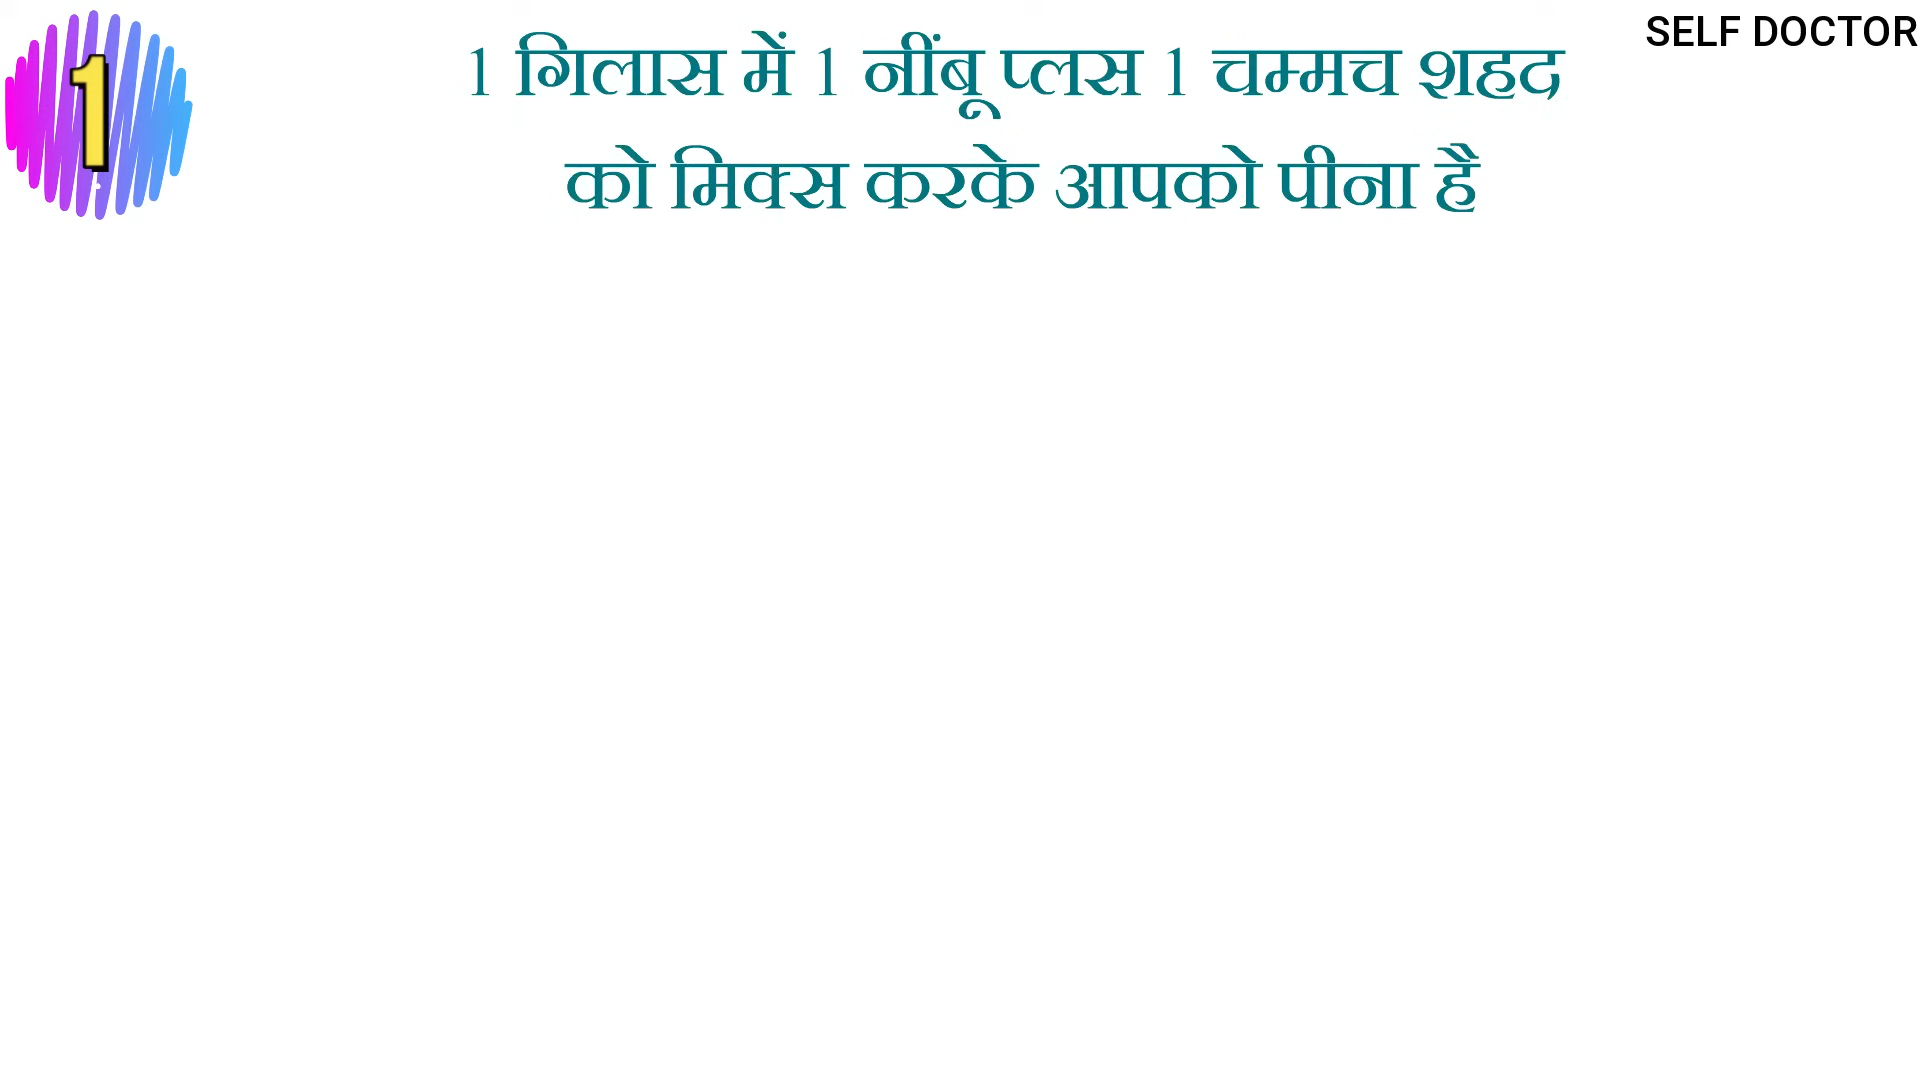 1
1 गिलास में 1 नींबू प्लस 1 चम्मच शहद
को मिक्स करके आपको पीना है
SELF DOCTOR